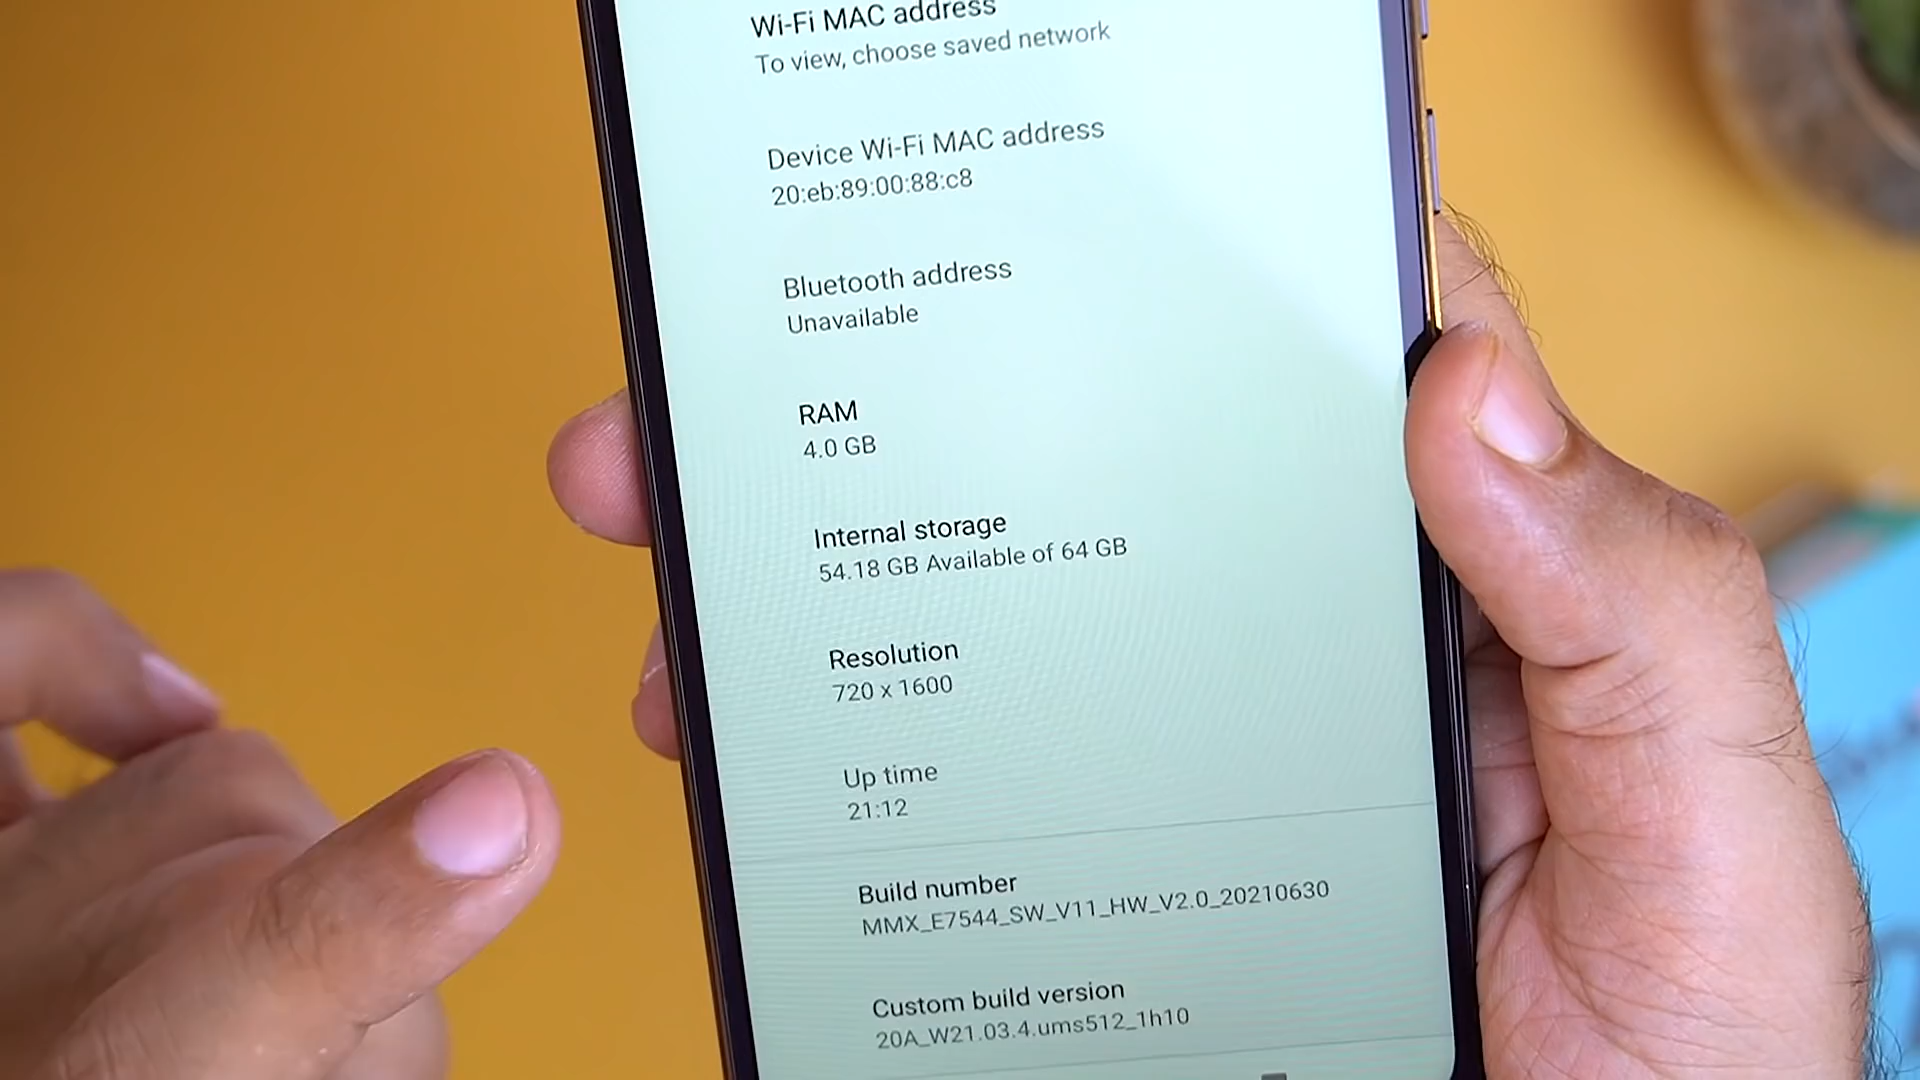 Wi-Fi MAC address
To view, choose saved network
Device Wi-Fi MAC address
20:eb:89:00:88:c8
Bluetooth address
Unavailable
RAM
4.0 GB
Internal storage
54.18 GB Available of 64 GB
Resolution
720 x 1600
Up time
21:12
Build number
MMX_E7544_SW_V11_HW_V2.0_20210630
Custom build version
20A_W21.03.4.ums512_1h10